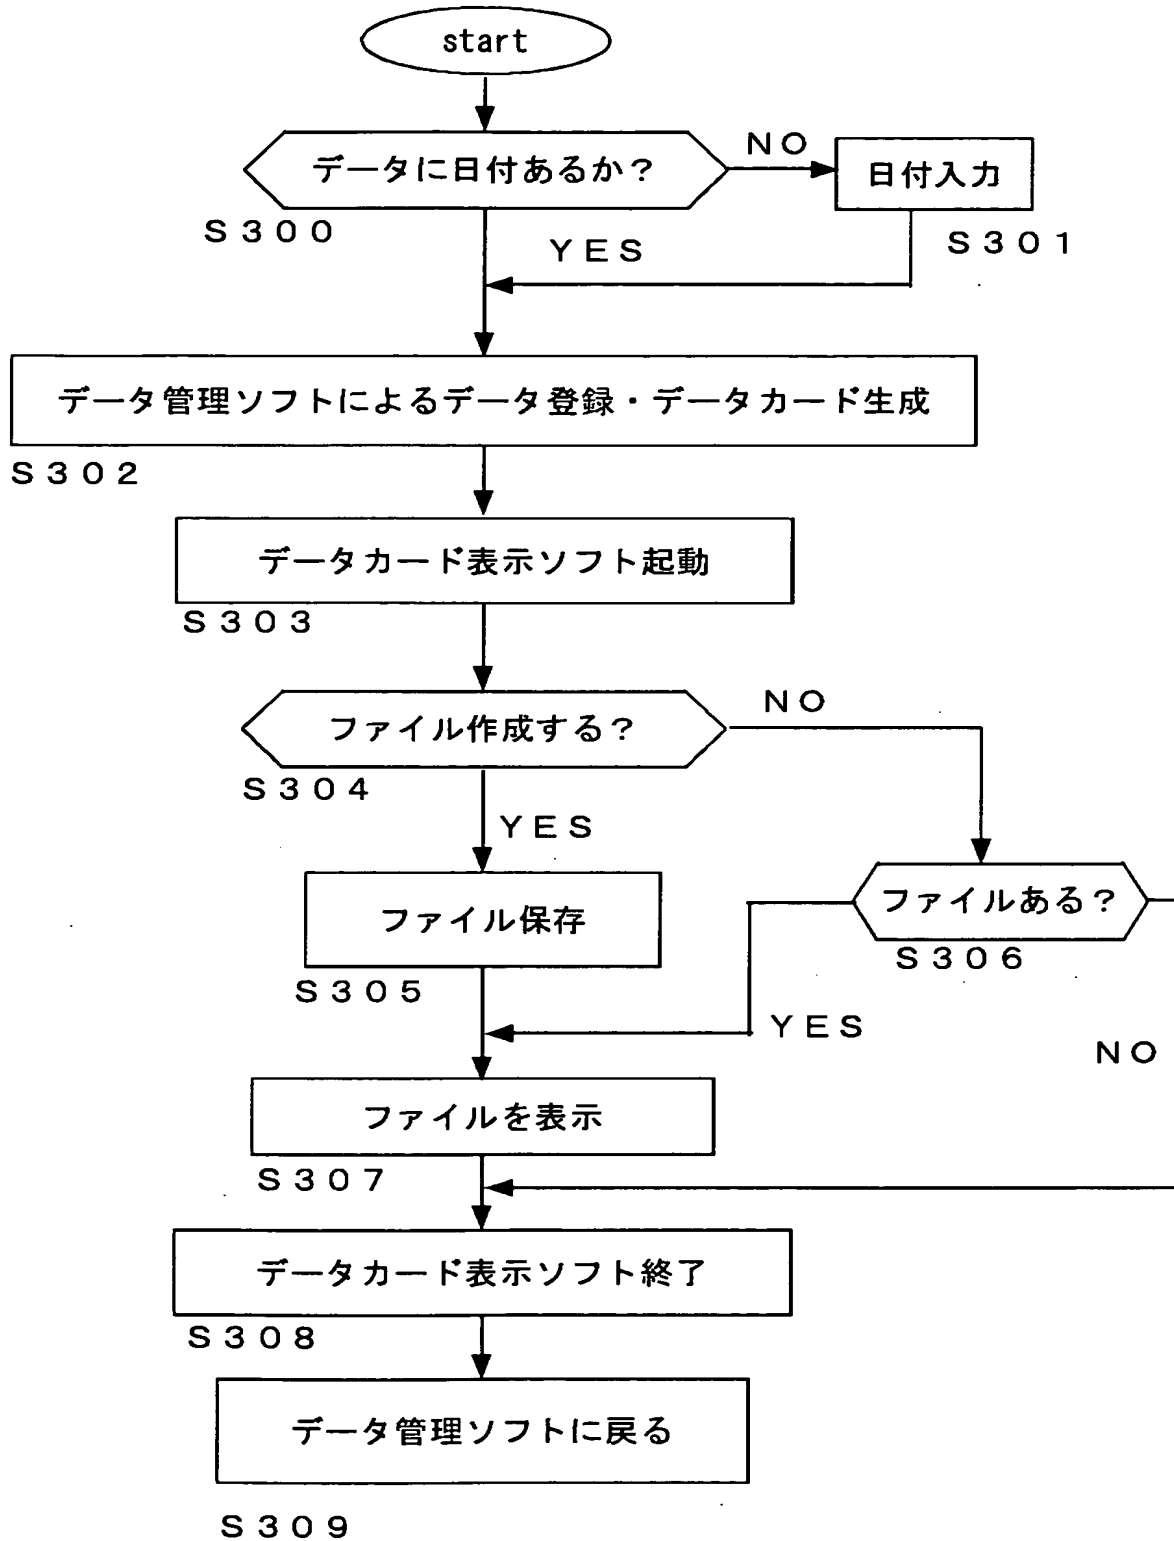 start
データに日付あるか？
NO
日付入力
S300
YES
S301
データ管理ソフトによるデータ登録・データカード生成
S302
データカード表示ソフト起動
S303
ファイル作成する？
NO
S304
YES
ファイル保存
ファイルある？
S306
S305
YES
NO
ファイルを表示
S307
データカード表示ソフト終了
S308
データ管理ソフトに戻る
S309